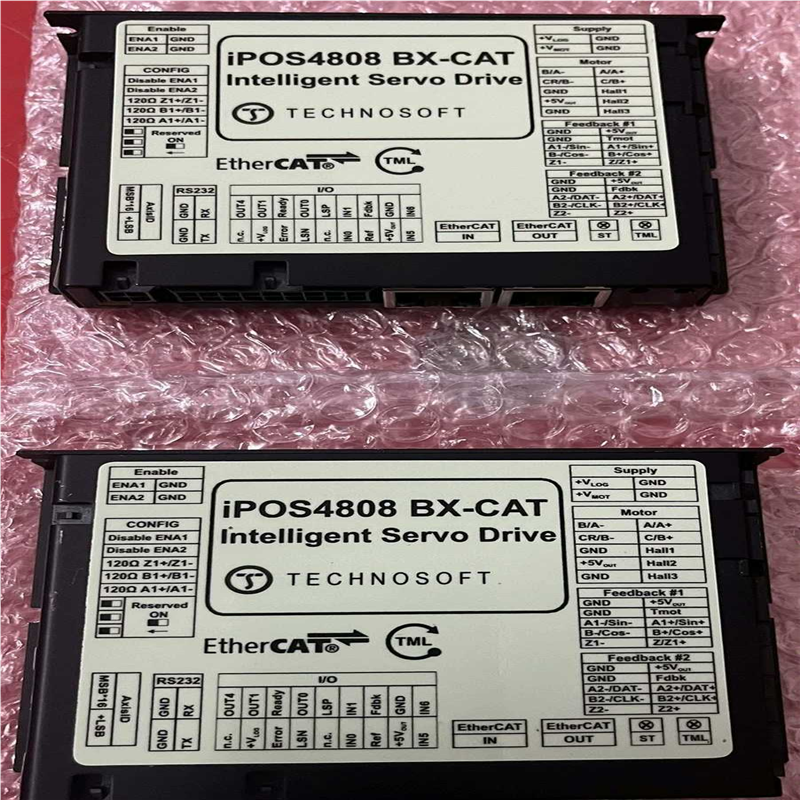 Enable
ENA1 GND
ENA2 GND
CONFIG
Disable ENA1
Disable ENA2
120Ω Z1+/Z1-
120Ω B1+/B1-
120Ω A1+/A1-
Reserved
ON
←
iPOS4808 BX-CAT
Intelligent Servo Drive
TECHNOSOFT
EtherCAT®
TML
Supply
+VLOG GND
+VMOT GND
Motor
B/A- A/A+
CR/B- C/B+
GND Hall1
+5VOUT Hall2
GND Hall3
Feedback #1
GND +5VOUT
GND Tmot
A1-/Sin- A1+/Sin+
B-/Cos- B+/Cos+
Z1- Z/Z1+
Feedback #2
GND +5VOUT
GND Fdbk
A2-/DAT- A2+/DAT+
B2-/CLK- B2+/CLK+
Z2- Z2+
MSB*16 AxisID
+LSB
RS232
GND RX
GND TX
I/O
OUT4 OUT1 Ready OUT0 LSP IN1 Fdbk GND IN6
n.c. +VLOG Error LSN n.c. IN0 Ref +5VOUT IN5
EtherCAT
IN
EtherCAT
OUT
ST
TML
Enable
ENA1 GND
ENA2 GND
CONFIG
Disable ENA1
Disable ENA2
120Ω Z1+/Z1-
120Ω B1+/B1-
120Ω A1+/A1-
Reserved
ON
←
iPOS4808 BX-CAT
Intelligent Servo Drive
TECHNOSOFT
EtherCAT®
TML
Supply
+VLOG GND
+VMOT GND
Motor
B/A- A/A+
CR/B- C/B+
GND Hall1
+5VOUT Hall2
GND Hall3
Feedback #1
GND +5VOUT
GND Tmot
A1-/Sin- A1+/Sin+
B-/Cos- B+/Cos+
Z1- Z/Z1+
Feedback #2
GND +5VOUT
GND Fdbk
A2-/DAT- A2+/DAT+
B2-/CLK- B2+/CLK+
Z2- Z2+
MSB*16 AxisID
+LSB
RS232
GND RX
GND TX
I/O
OUT4 OUT1 Ready OUT0 LSP IN1 Fdbk GND IN6
n.c. +VLOG Error LSN n.c. IN0 Ref +5VOUT IN5
EtherCAT
IN
EtherCAT
OUT
ST
TML